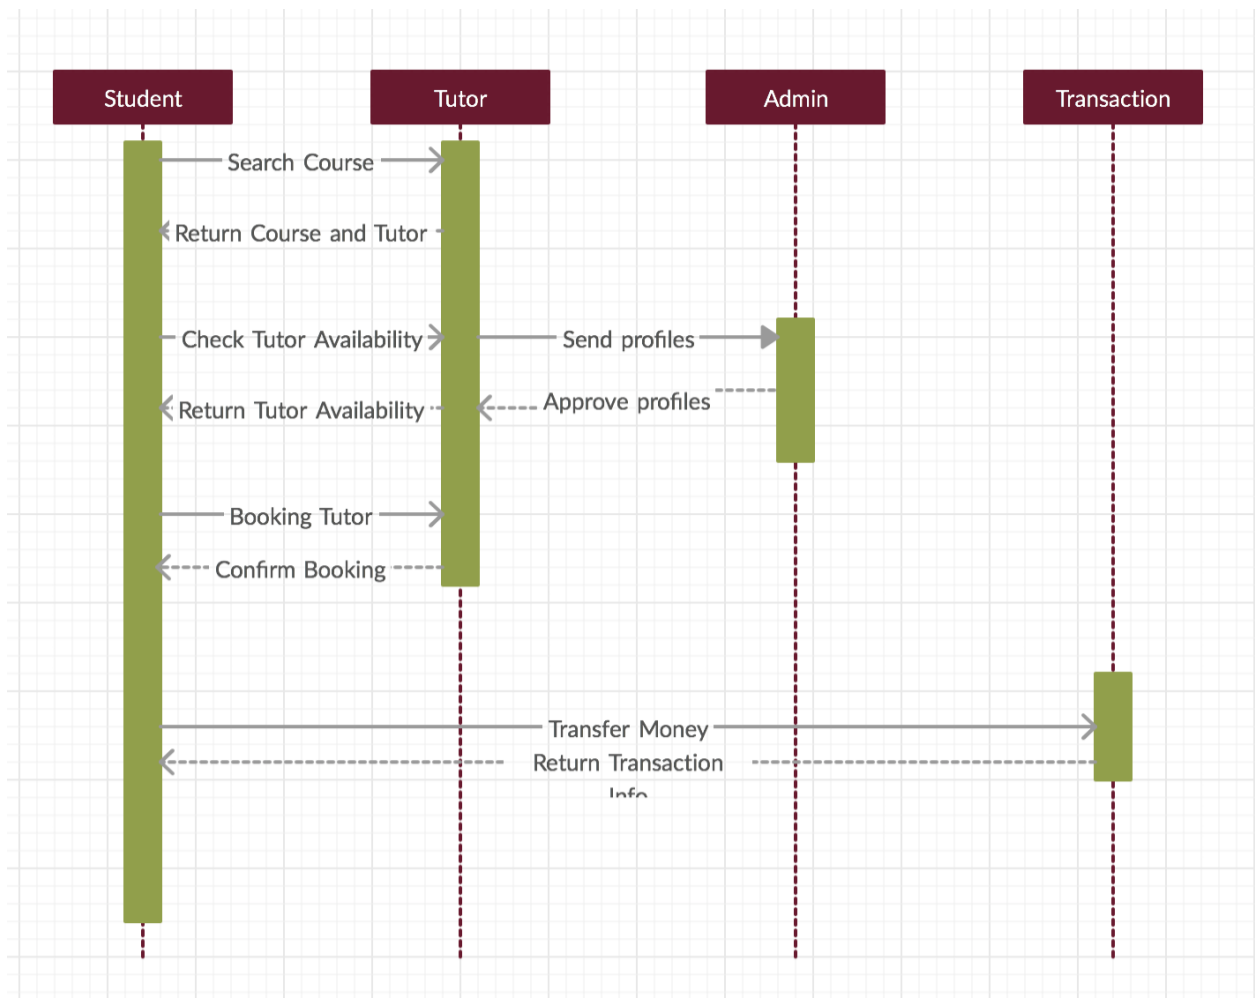 Student
Tutor
Admin
Transaction
Search Course
Return Course and Tutor
Check Tutor Availability
Send profiles
Approve profiles
Return Tutor Availability
Booking Tutor
Confirm Booking
Transfer Money
Return Transaction
Info